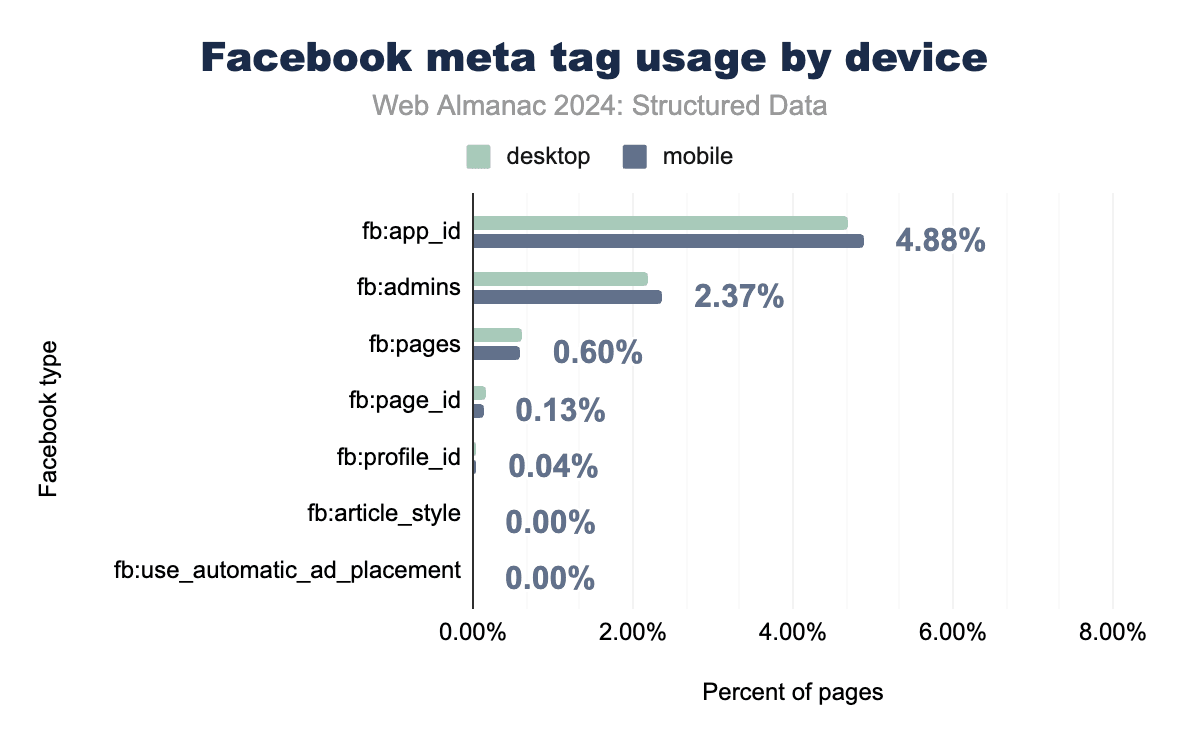 Facebook meta tag usage by device
Web Almanac 2024: Structured Data
desktop mobile
fb:app_id 4.88%
fb:admins 2.37%
fb:pages 0.60%
fb:page_id 0.13%
fb:profile_id 0.04%
fb:article_style 0.00%
fb:use_automatic_ad_placement 0.00%
Facebook type
0.00% 2.00% 4.00% 6.00% 8.00%
Percent of pages